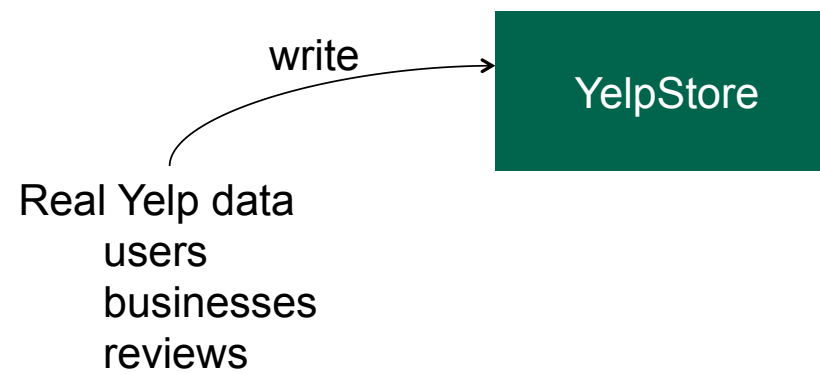 write
YelpStore
Real Yelp data
users
businesses
reviews